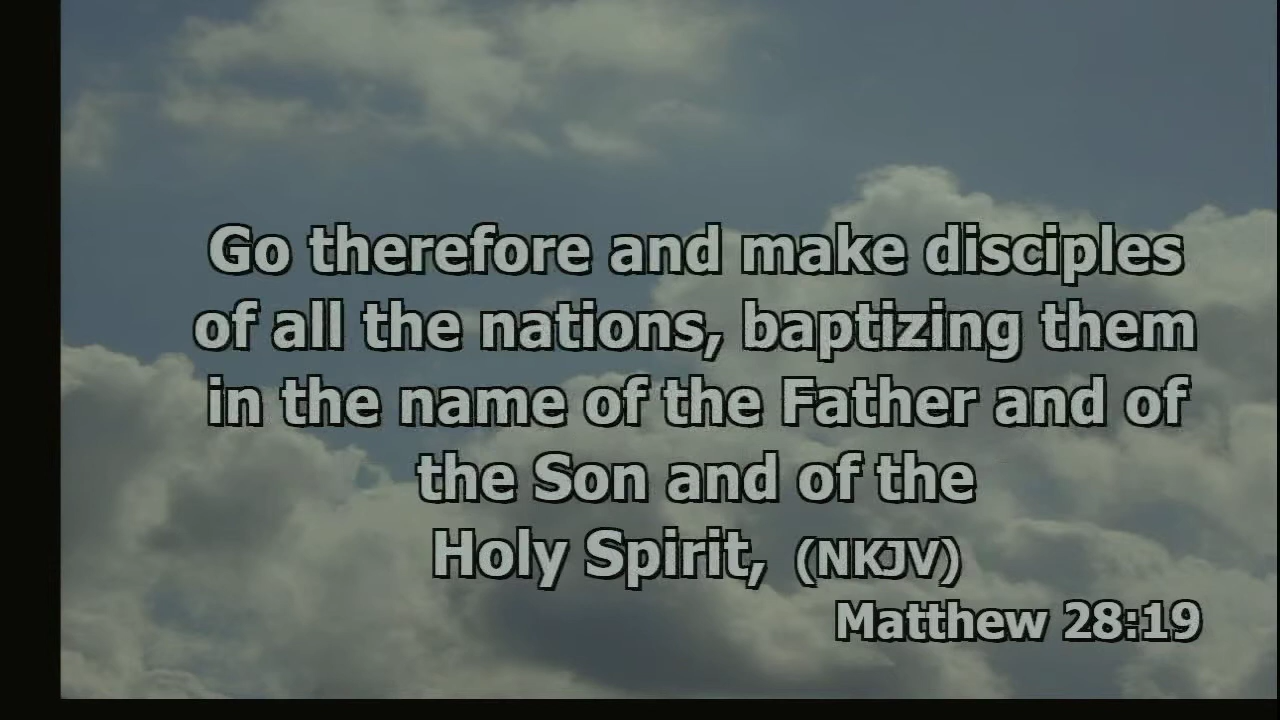 Go therefore and make disciples
of all the nations, baptizing them
in the name of the Father and of
the Son and of the
Holy Spirit, (NKJV)
Matthew 28:19